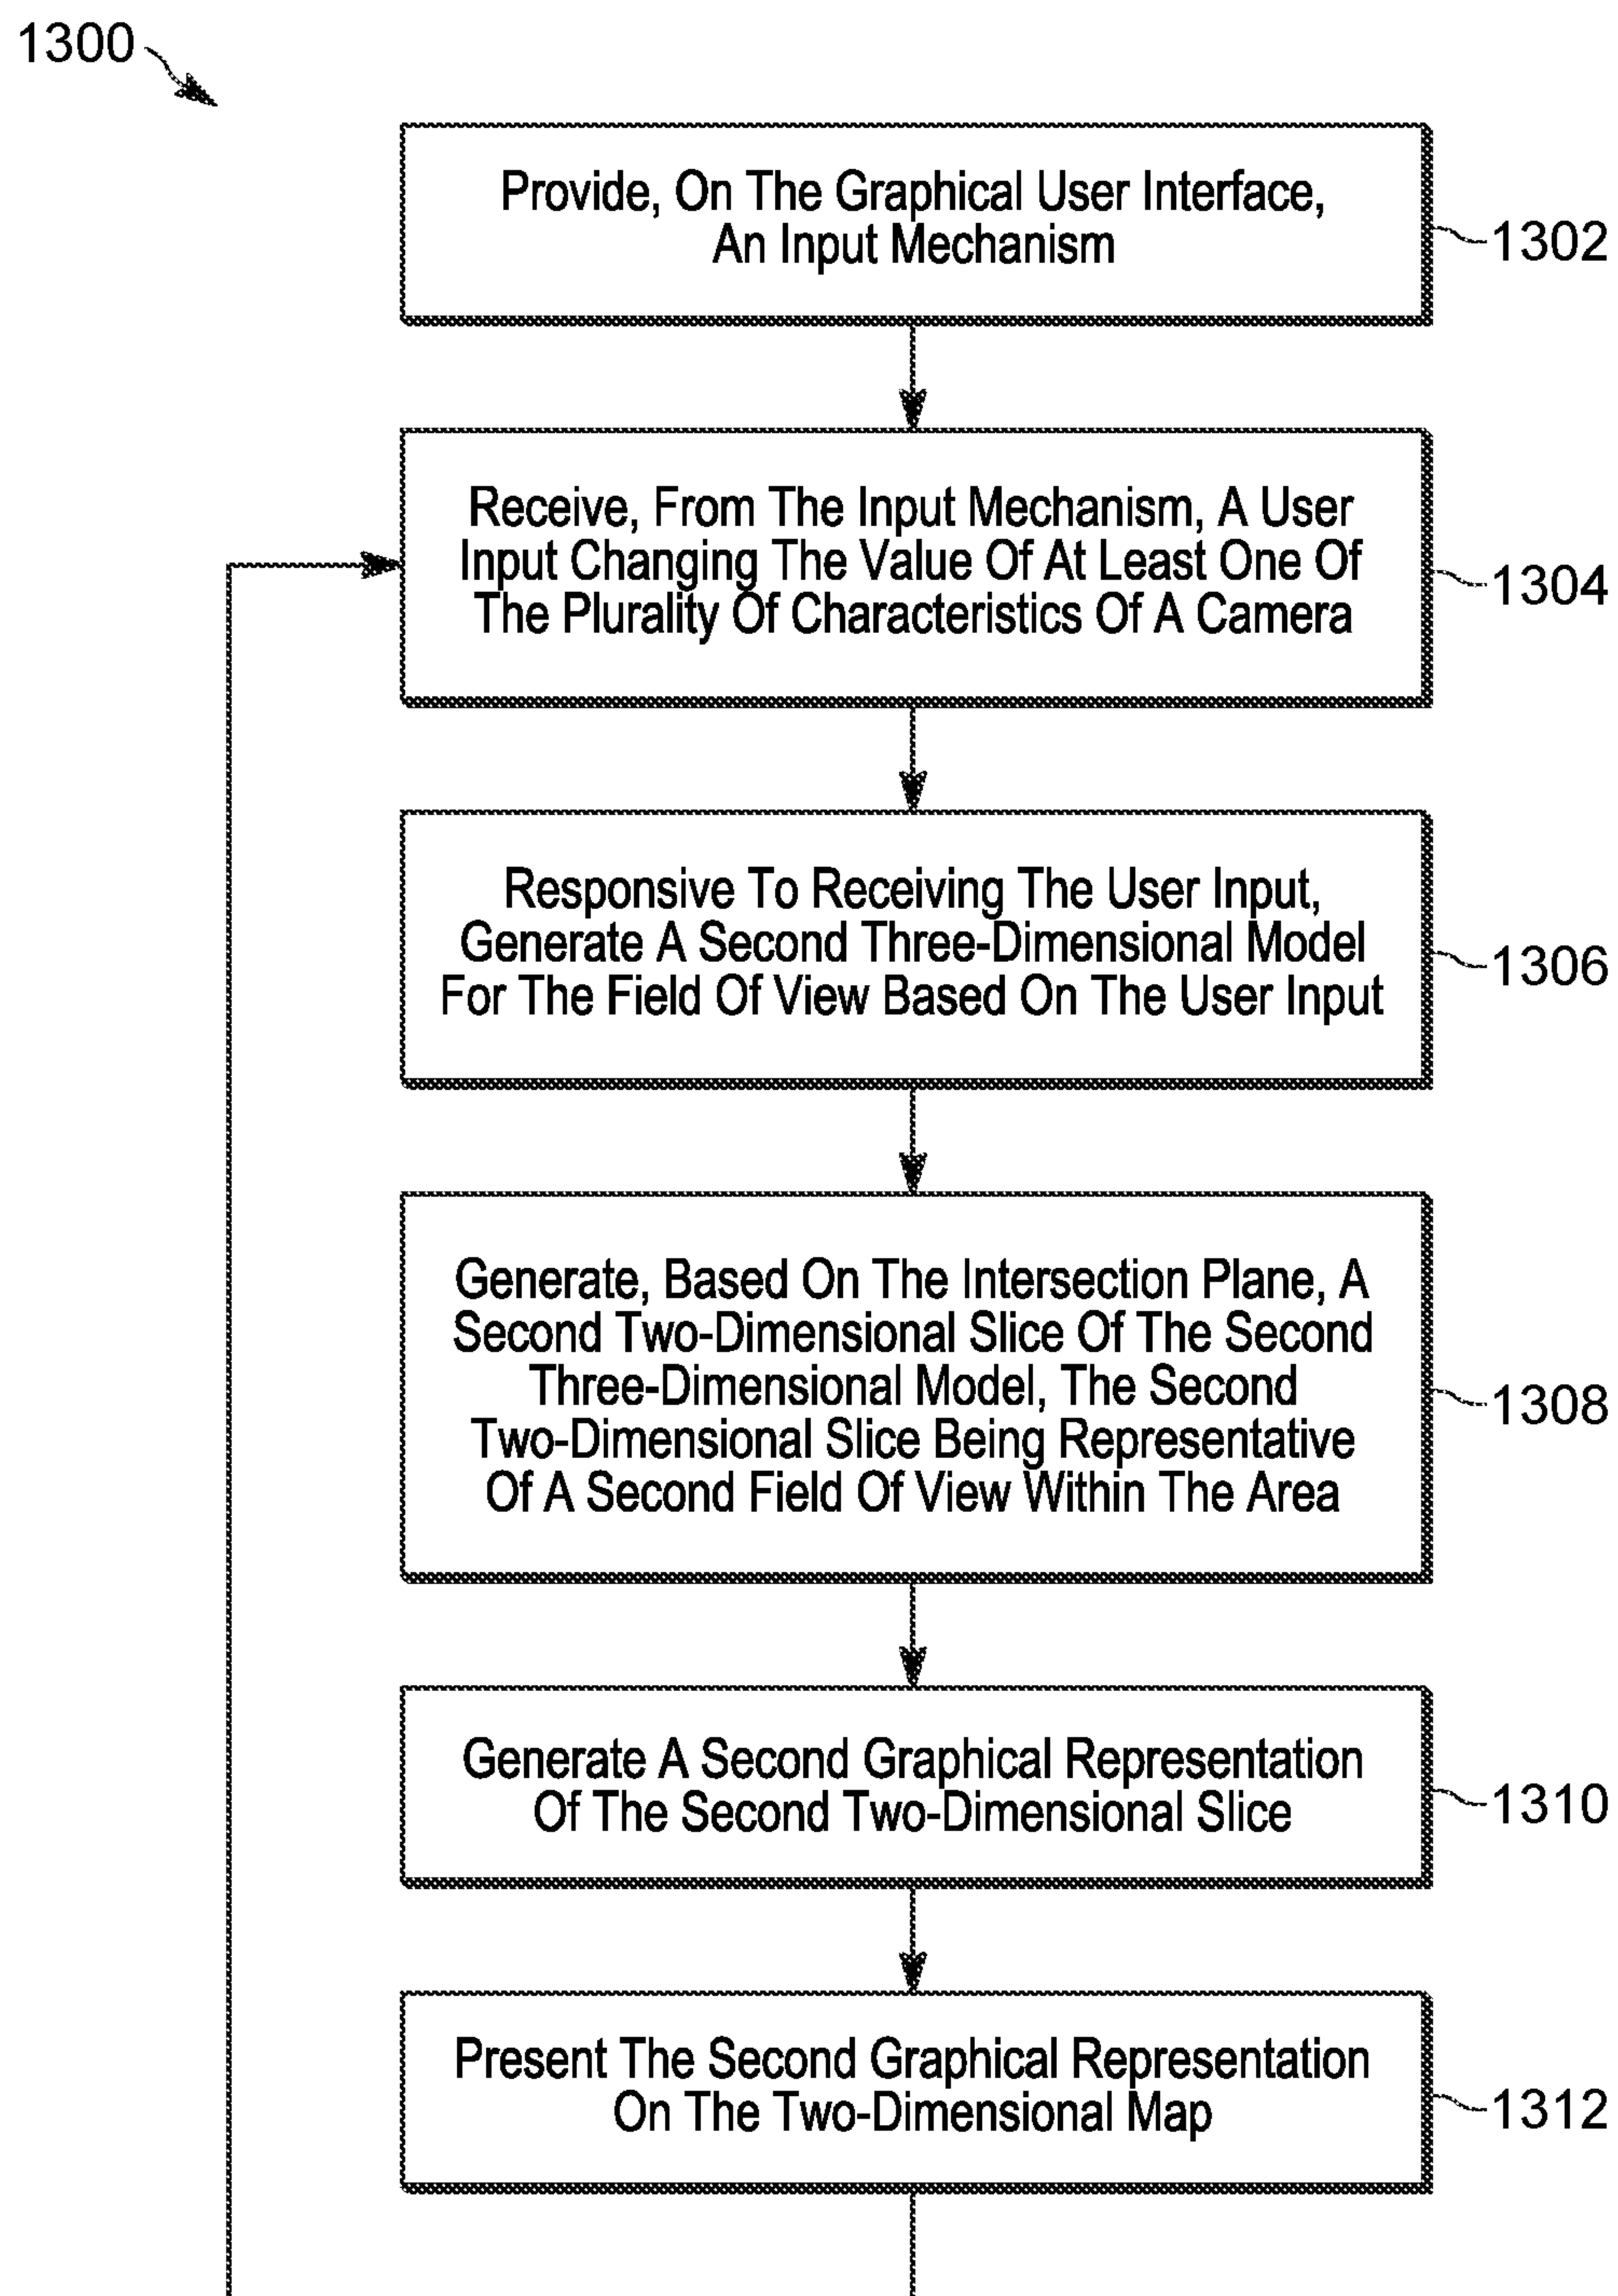 1300
Provide, On The Graphical User Interface,
An Input Mechanism
1302
Receive, From The Input Mechanism, A User
Input Changing The Value Of At Least One Of
The Plurality Of Characteristics Of A Camera
1304
Responsive To Receiving The User Input,
Generate A Second Three-Dimensional Model
For The Field Of View Based On The User Input
1306
Generate, Based On The Intersection Plane, A
Second Two-Dimensional Slice Of The Second
Three-Dimensional Model, The Second
Two-Dimensional Slice Being Representative
Of A Second Field Of View Within The Area
1308
Generate A Second Graphical Representation
Of The Second Two-Dimensional Slice
1310
Present The Second Graphical Representation
On The Two-Dimensional Map
1312